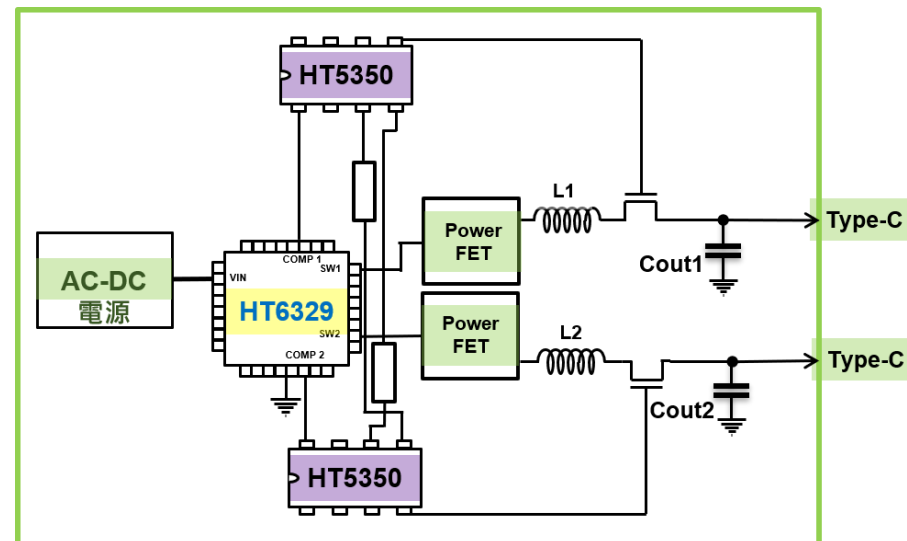 HT5350
L1
Power
FET
Type-C
COMP 1
SW1
Cout1
VIN
AC-DC
電源
HT6329
Power
FET
SW2
L2
COMP 2
Type-C
Cout2
HT5350